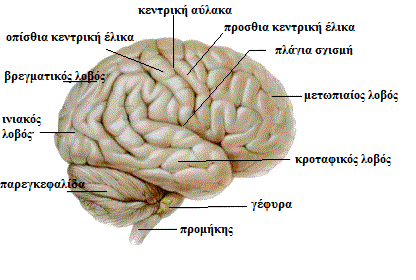 κεντρική αύλακα
οπίσθια κεντρική έλικα
προσθια κεντρική έλικα
πλάγια σχισμή
βρεγματικός λοβός
μετωπιαίος λοβός
ινιακός
λοβός
κροταφικός λοβός
παρεγκεφαλίδα
γέφυρα
προμήκης